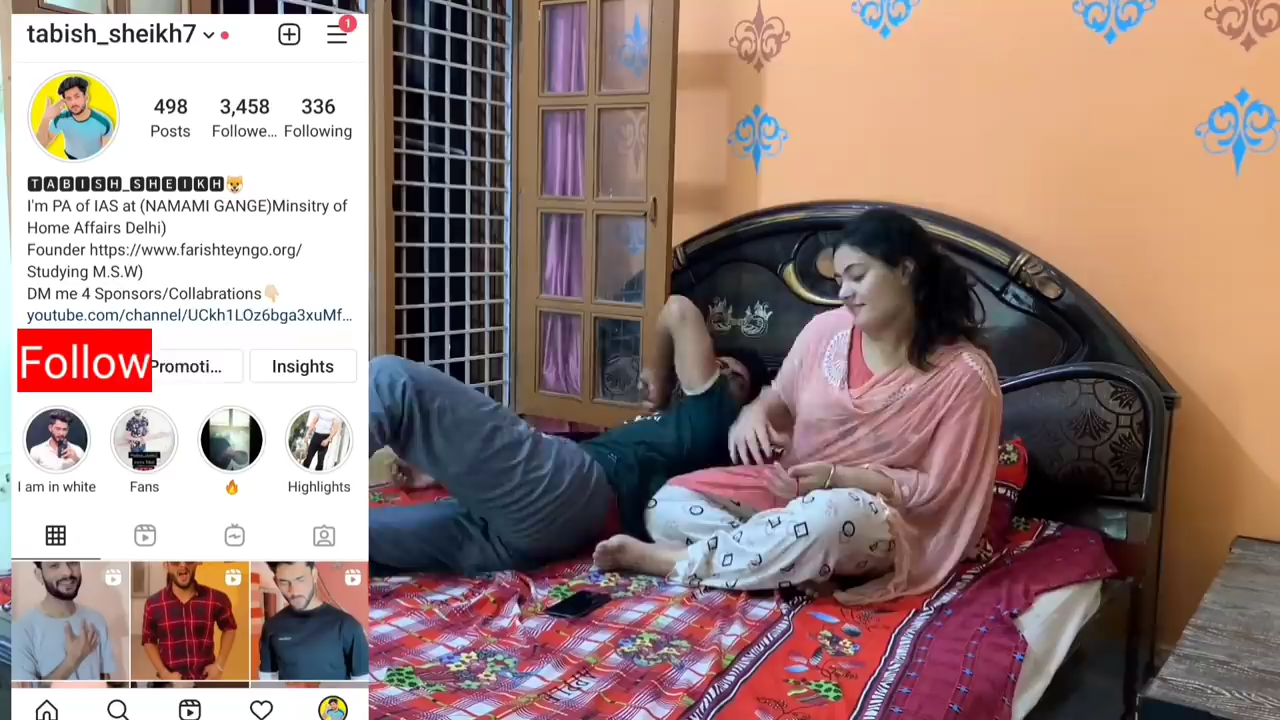 tabish_sheikh7
1
498
3,458
336
Posts
Followe...
Following
TABISH_SHEIKH
I'm PA of IAS at (NAMAMI GANGE)Minsitry of
Home Affairs Delhi)
Founder https://www.farishteyngo.org/
Studying M.S.W)
DM me 4 Sponsors/Collabrations
youtube.com/channel/UCkh1LOz6bga3xuMf...
Follow
Promoti...
Insights
I am in white
Fans
Highlights